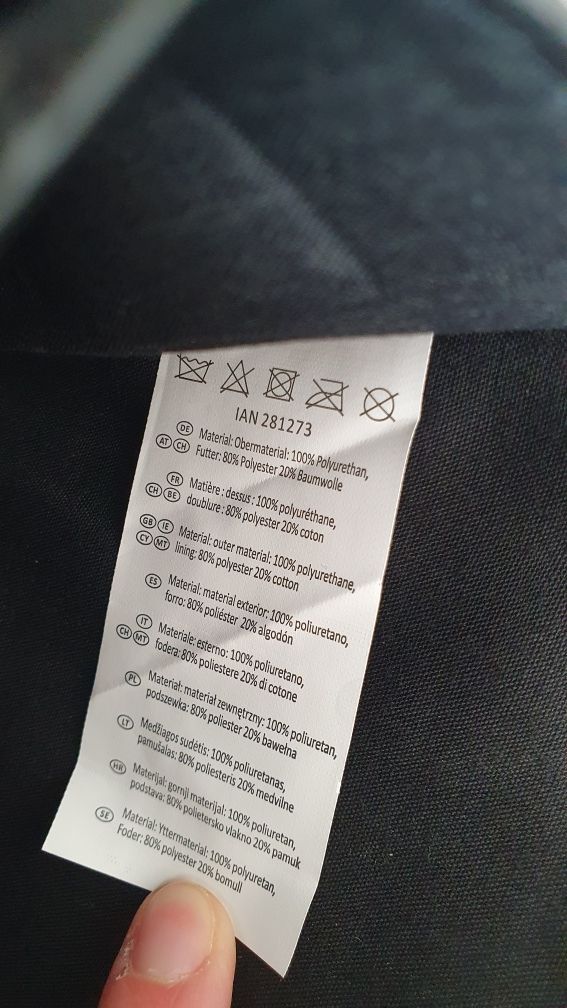 IAN 281273
DE AT CH Material: Obermaterial: 100% Polyurethan,
Futter: 80% Polyester 20% Baumwolle
FR CH BE Matière : dessus : 100% polyuréthane,
doublure : 80% polyester 20% coton
GB IE CY MT Material: outer material: 100% polyurethane,
lining: 80% polyester 20% cotton
ES Material: material exterior: 100% poliuretano,
forro: 80% poliéster 20% algodón
IT CH MT Materiale: esterno: 100% poliuretano,
fodera: 80% poliestere 20% di cotone
PL Materiał: materiał zewnętrzny: 100% poliuretan,
podszewka: 80% poliester 20% bawełna
LT Medžiagos sudėtis: 100% poliuretanas,
pamušalas: 80% poliesteris 20% medvilnė
HR Materijal: gornji materijal: 100% poliuretan,
podstava: 80% polietersko vlakno 20% pamuk
SE Material: Yttermaterial: 100% polyuretan,
Foder: 80% polyester 20% bomull